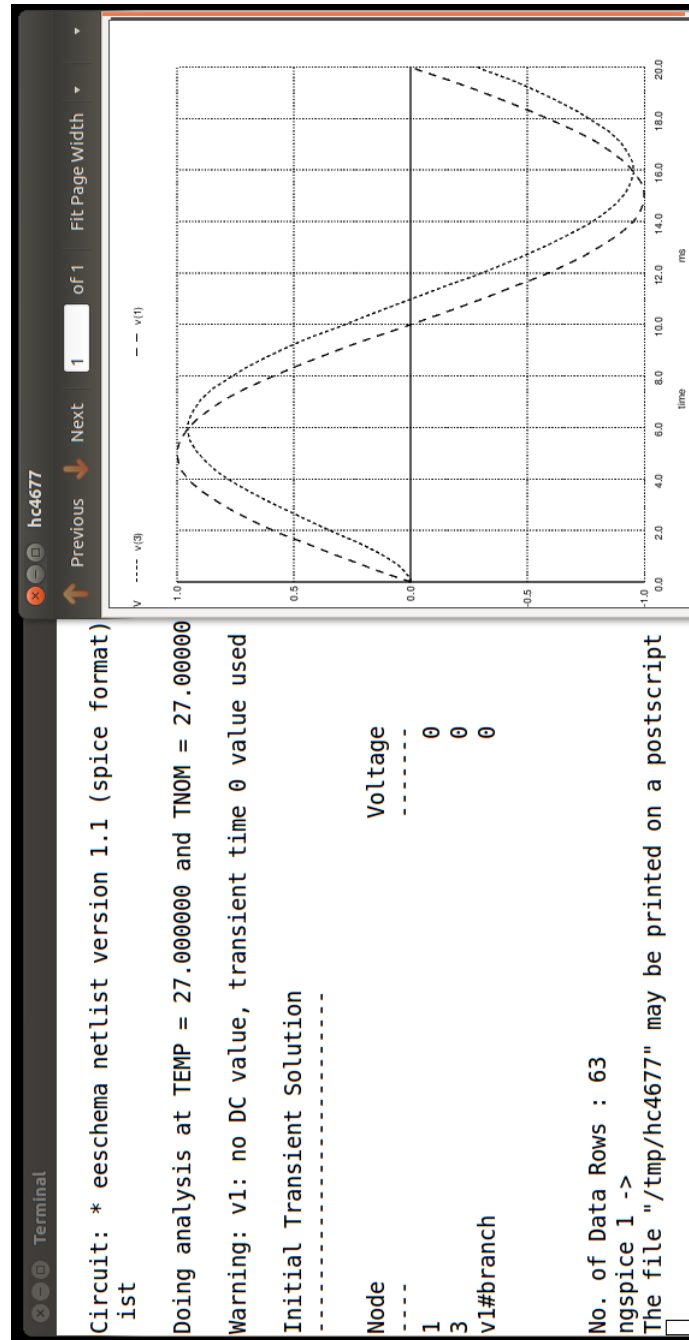 Terminal
Circuit: * eeschema netlist version 1.1 (spice format)
ist
Doing analysis at TEMP = 27.000000 and TNOM = 27.00000
Warning: v1: no DC value, transient time 0 value used
Initial Transient Solution
--------------------------
Node Voltage
---- -------
1 0
3 0
v1#branch 0
No. of Data Rows : 63
ngspice 1 ->
The file "/tmp/hc4677" may be printed on a postscript
hc4677
Previous Next 1 of 1 Fit Page Width
V ---- v(3) — — v(1)
1.0
0.5
0.0
-0.5
-1.0
0.0 2.0 4.0 6.0 8.0 10.0 12.0 14.0 16.0 18.0 20.0
time ms